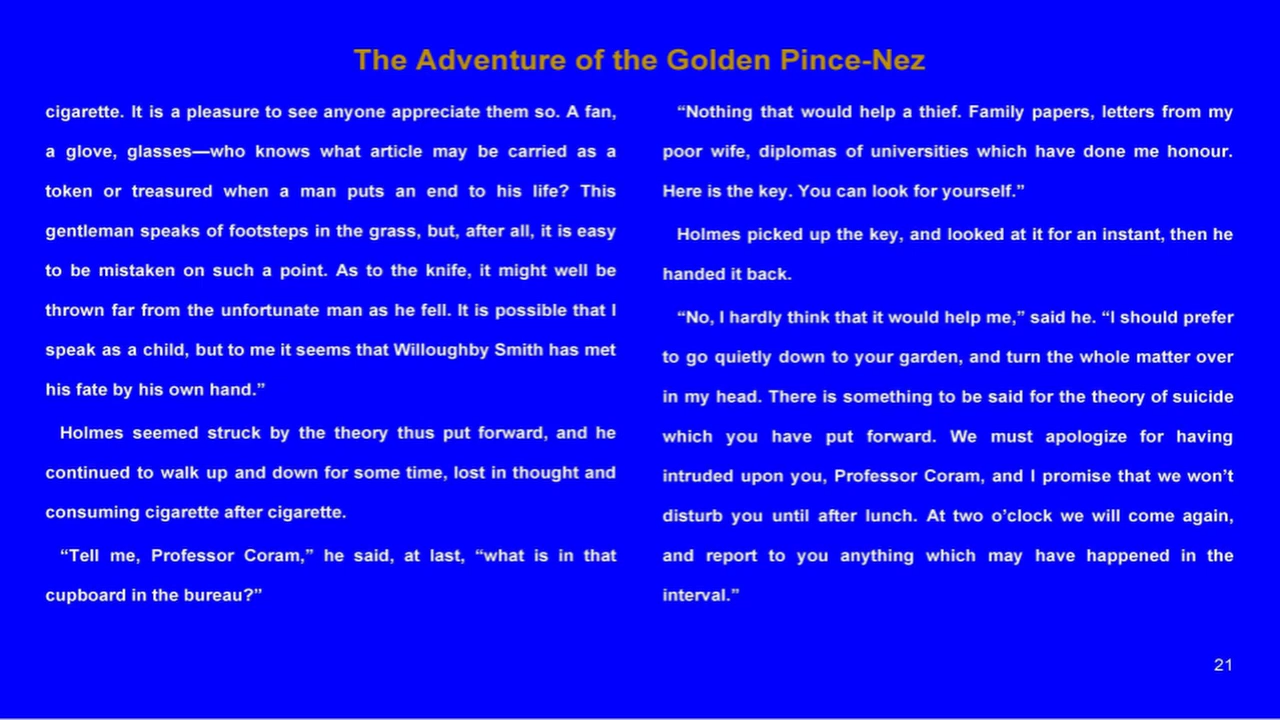 The Adventure of the Golden Pince-Nez
cigarette. It is a pleasure to see anyone appreciate them so. A fan,
a glove, glasses—who knows what article may be carried as a
token or treasured when a man puts an end to his life? This
gentleman speaks of footsteps in the grass, but, after all, it is easy
to be mistaken on such a point. As to the knife, it might well be
thrown far from the unfortunate man as he fell. It is possible that I
speak as a child, but to me it seems that Willoughby Smith has met
his fate by his own hand.”
Holmes seemed struck by the theory thus put forward, and he
continued to walk up and down for some time, lost in thought and
consuming cigarette after cigarette.
“Tell me, Professor Coram,” he said, at last, “what is in that
cupboard in the bureau?”
“Nothing that would help a thief. Family papers, letters from my
poor wife, diplomas of universities which have done me honour.
Here is the key. You can look for yourself.”
Holmes picked up the key, and looked at it for an instant, then he
handed it back.
“No, I hardly think that it would help me,” said he. “I should prefer
to go quietly down to your garden, and turn the whole matter over
in my head. There is something to be said for the theory of suicide
which you have put forward. We must apologize for having
intruded upon you, Professor Coram, and I promise that we won’t
disturb you until after lunch. At two o’clock we will come again,
and report to you anything which may have happened in the
interval.”
21